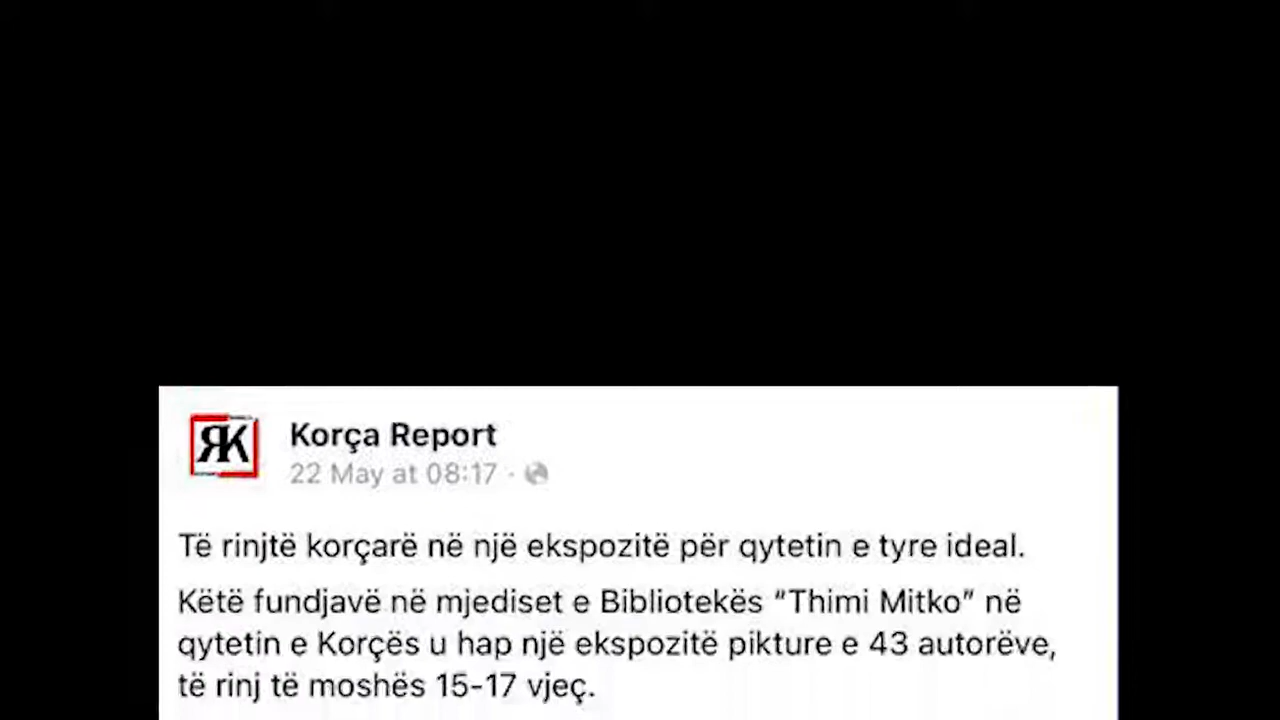 ЯK
Korça Report
22 May at 08:17 ·
Të rinjtë korçarë në një ekspozitë për qytetin e tyre ideal.
Këtë fundjavë në mjediset e Bibliotekës “Thimi Mitko” në
qytetin e Korçës u hap një ekspozitë pikture e 43 autorëve,
të rinj të moshës 15-17 vjeç.